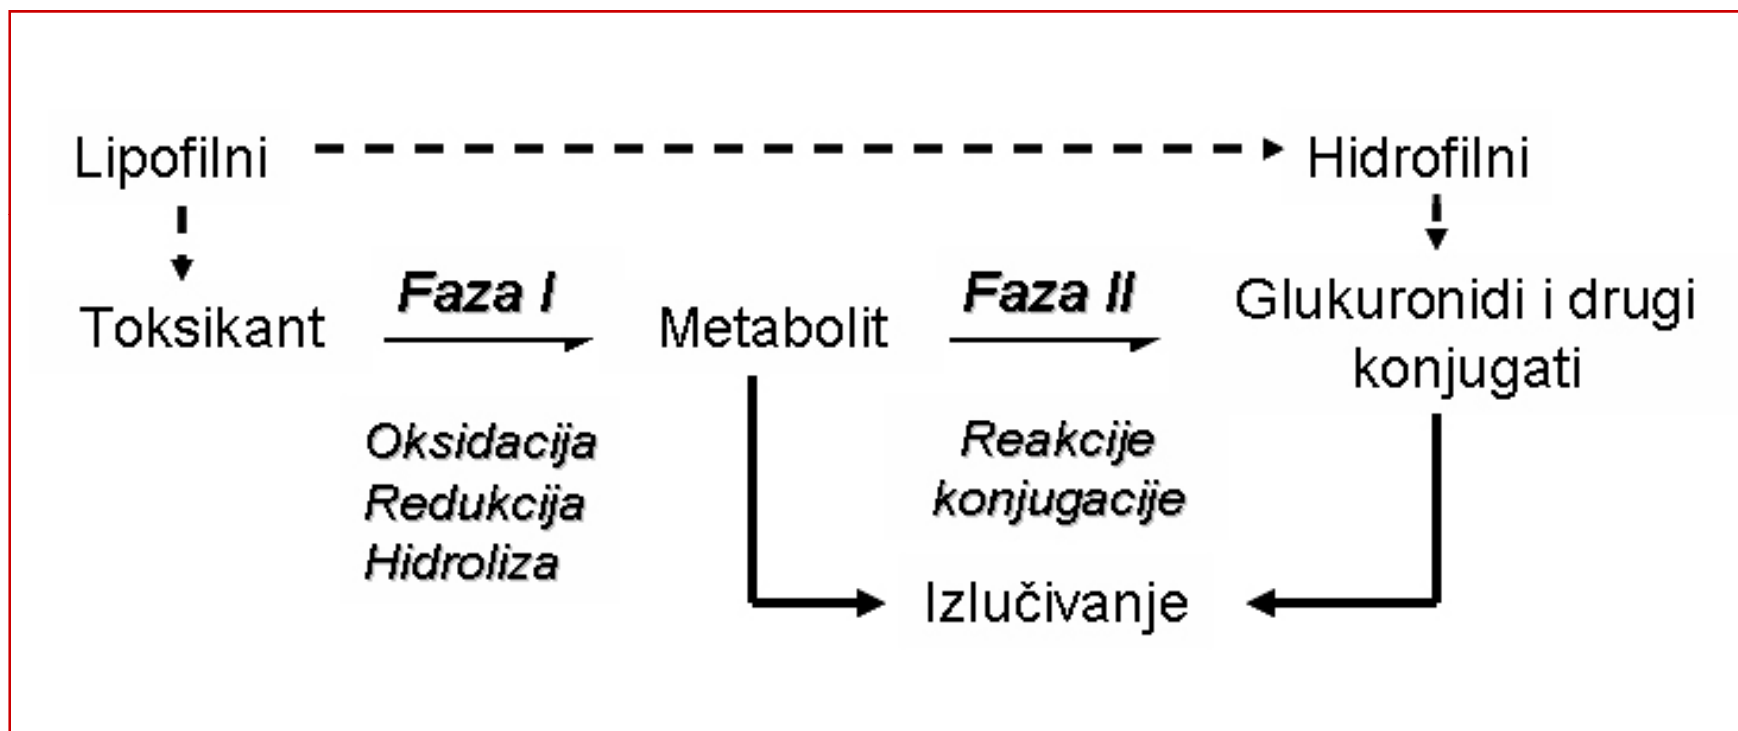 Lipofilni
Hidrofilni
Toksikant
Faza I
Metabolit
Faza II
Glukuronidi i drugi
konjugati
Oksidacija
Redukcija
Hidroliza
Reakcije
konjugacije
Izlučivanje